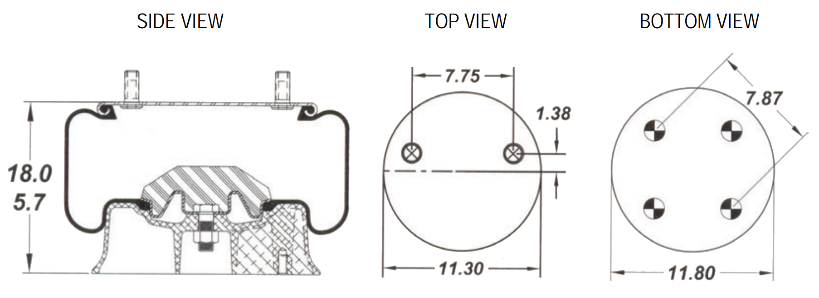 SIDE VIEW
TOP VIEW
BOTTOM VIEW
7.75
7.87
1.38
18.0
5.7
11.30
11.80